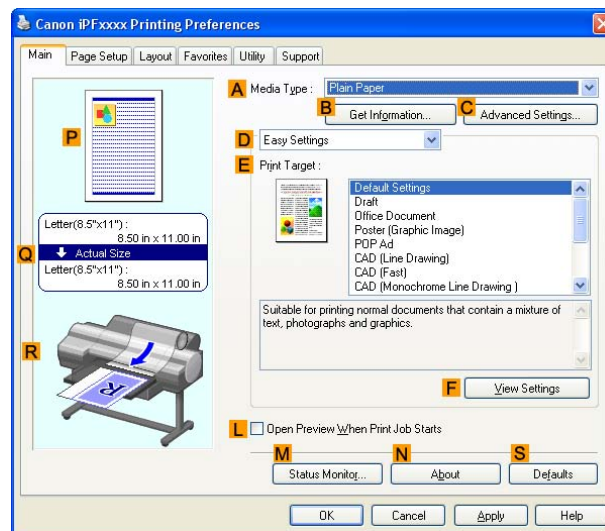 Canon iPFxxxx Printing Preferences
Main Page Setup Layout Favorites Utility Support
A Media Type : Plain Paper
B Get Information... C Advanced Settings...
D Easy Settings
E Print Target :
P
Default Settings
Draft
Office Document
Poster (Graphic Image)
POP Ad
CAD (Line Drawing)
CAD (Fast)
CAD (Monochrome Line Drawing )
Q
Letter(8.5"x11") :
8.50 in x 11.00 in
Actual Size
Letter(8.5"x11") :
8.50 in x 11.00 in
Suitable for printing normal documents that contain a mixture of
text, photographs and graphics.
R
R
F View Settings
L Open Preview When Print Job Starts
M Status Monitor... N About S Defaults
OK Cancel Apply Help